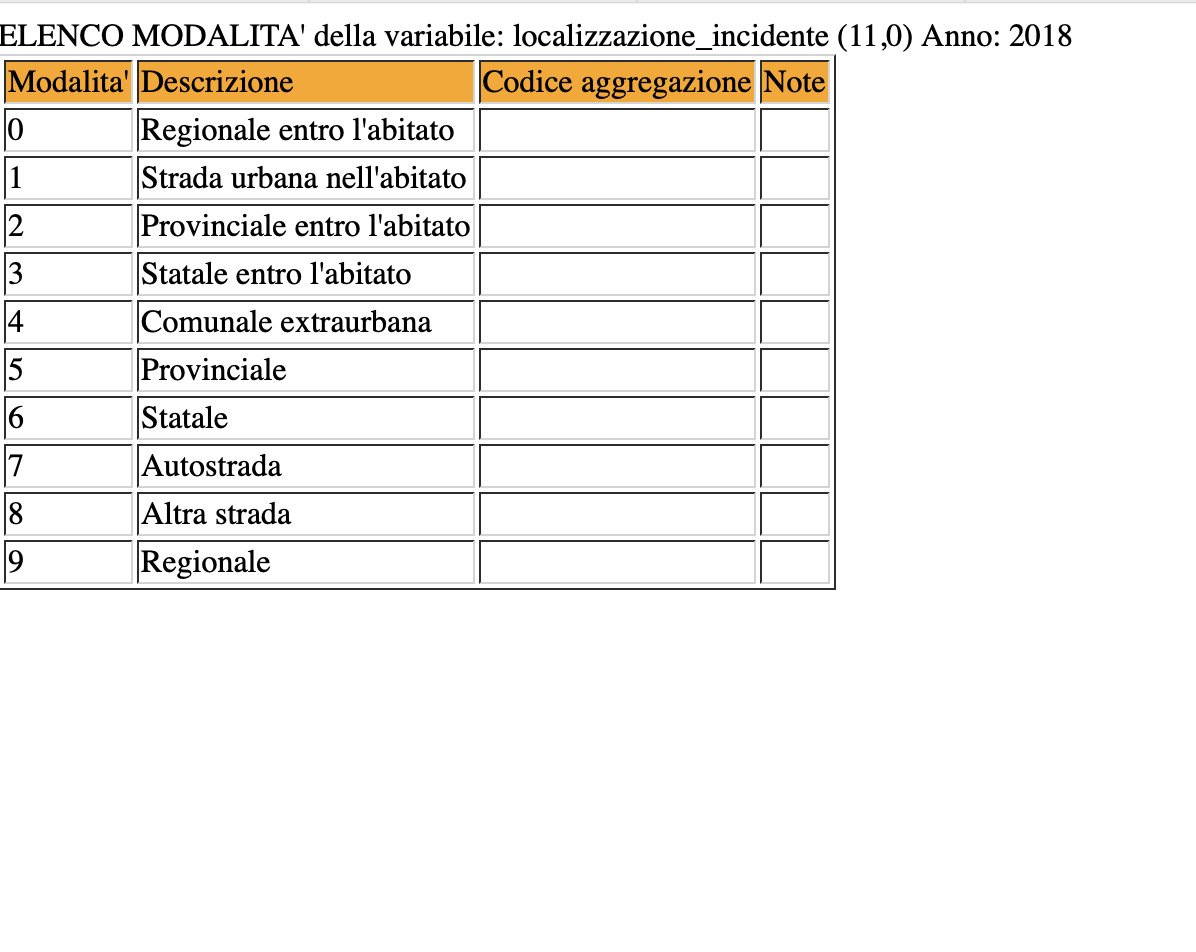 ELENCO MODALITA' della variabile: localizzazione_incidente (11,0) Anno: 2018
Modalita' Descrizione Codice aggregazione Note
0 Regionale entro l'abitato
1 Strada urbana nell'abitato
2 Provinciale entro l'abitato
3 Statale entro l'abitato
4 Comunale extraurbana
5 Provinciale
6 Statale
7 Autostrada
8 Altra strada
9 Regionale